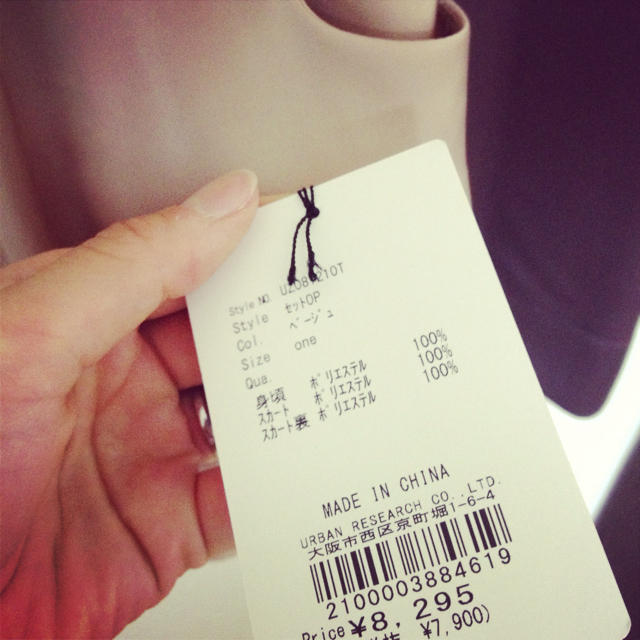 Style NO
Style セットOP
Col. ベージュ
Size one
Qua.
身頃 ポリエステル 100%
スカート ポリエステル 100%
スカート裏 ポリエステル 100%
MADE IN CHINA
URBAN RESEARCH CO.,LTD.
大阪市西区京町堀1-6-4
2100003884619
Price ¥8,295
¥7,900)